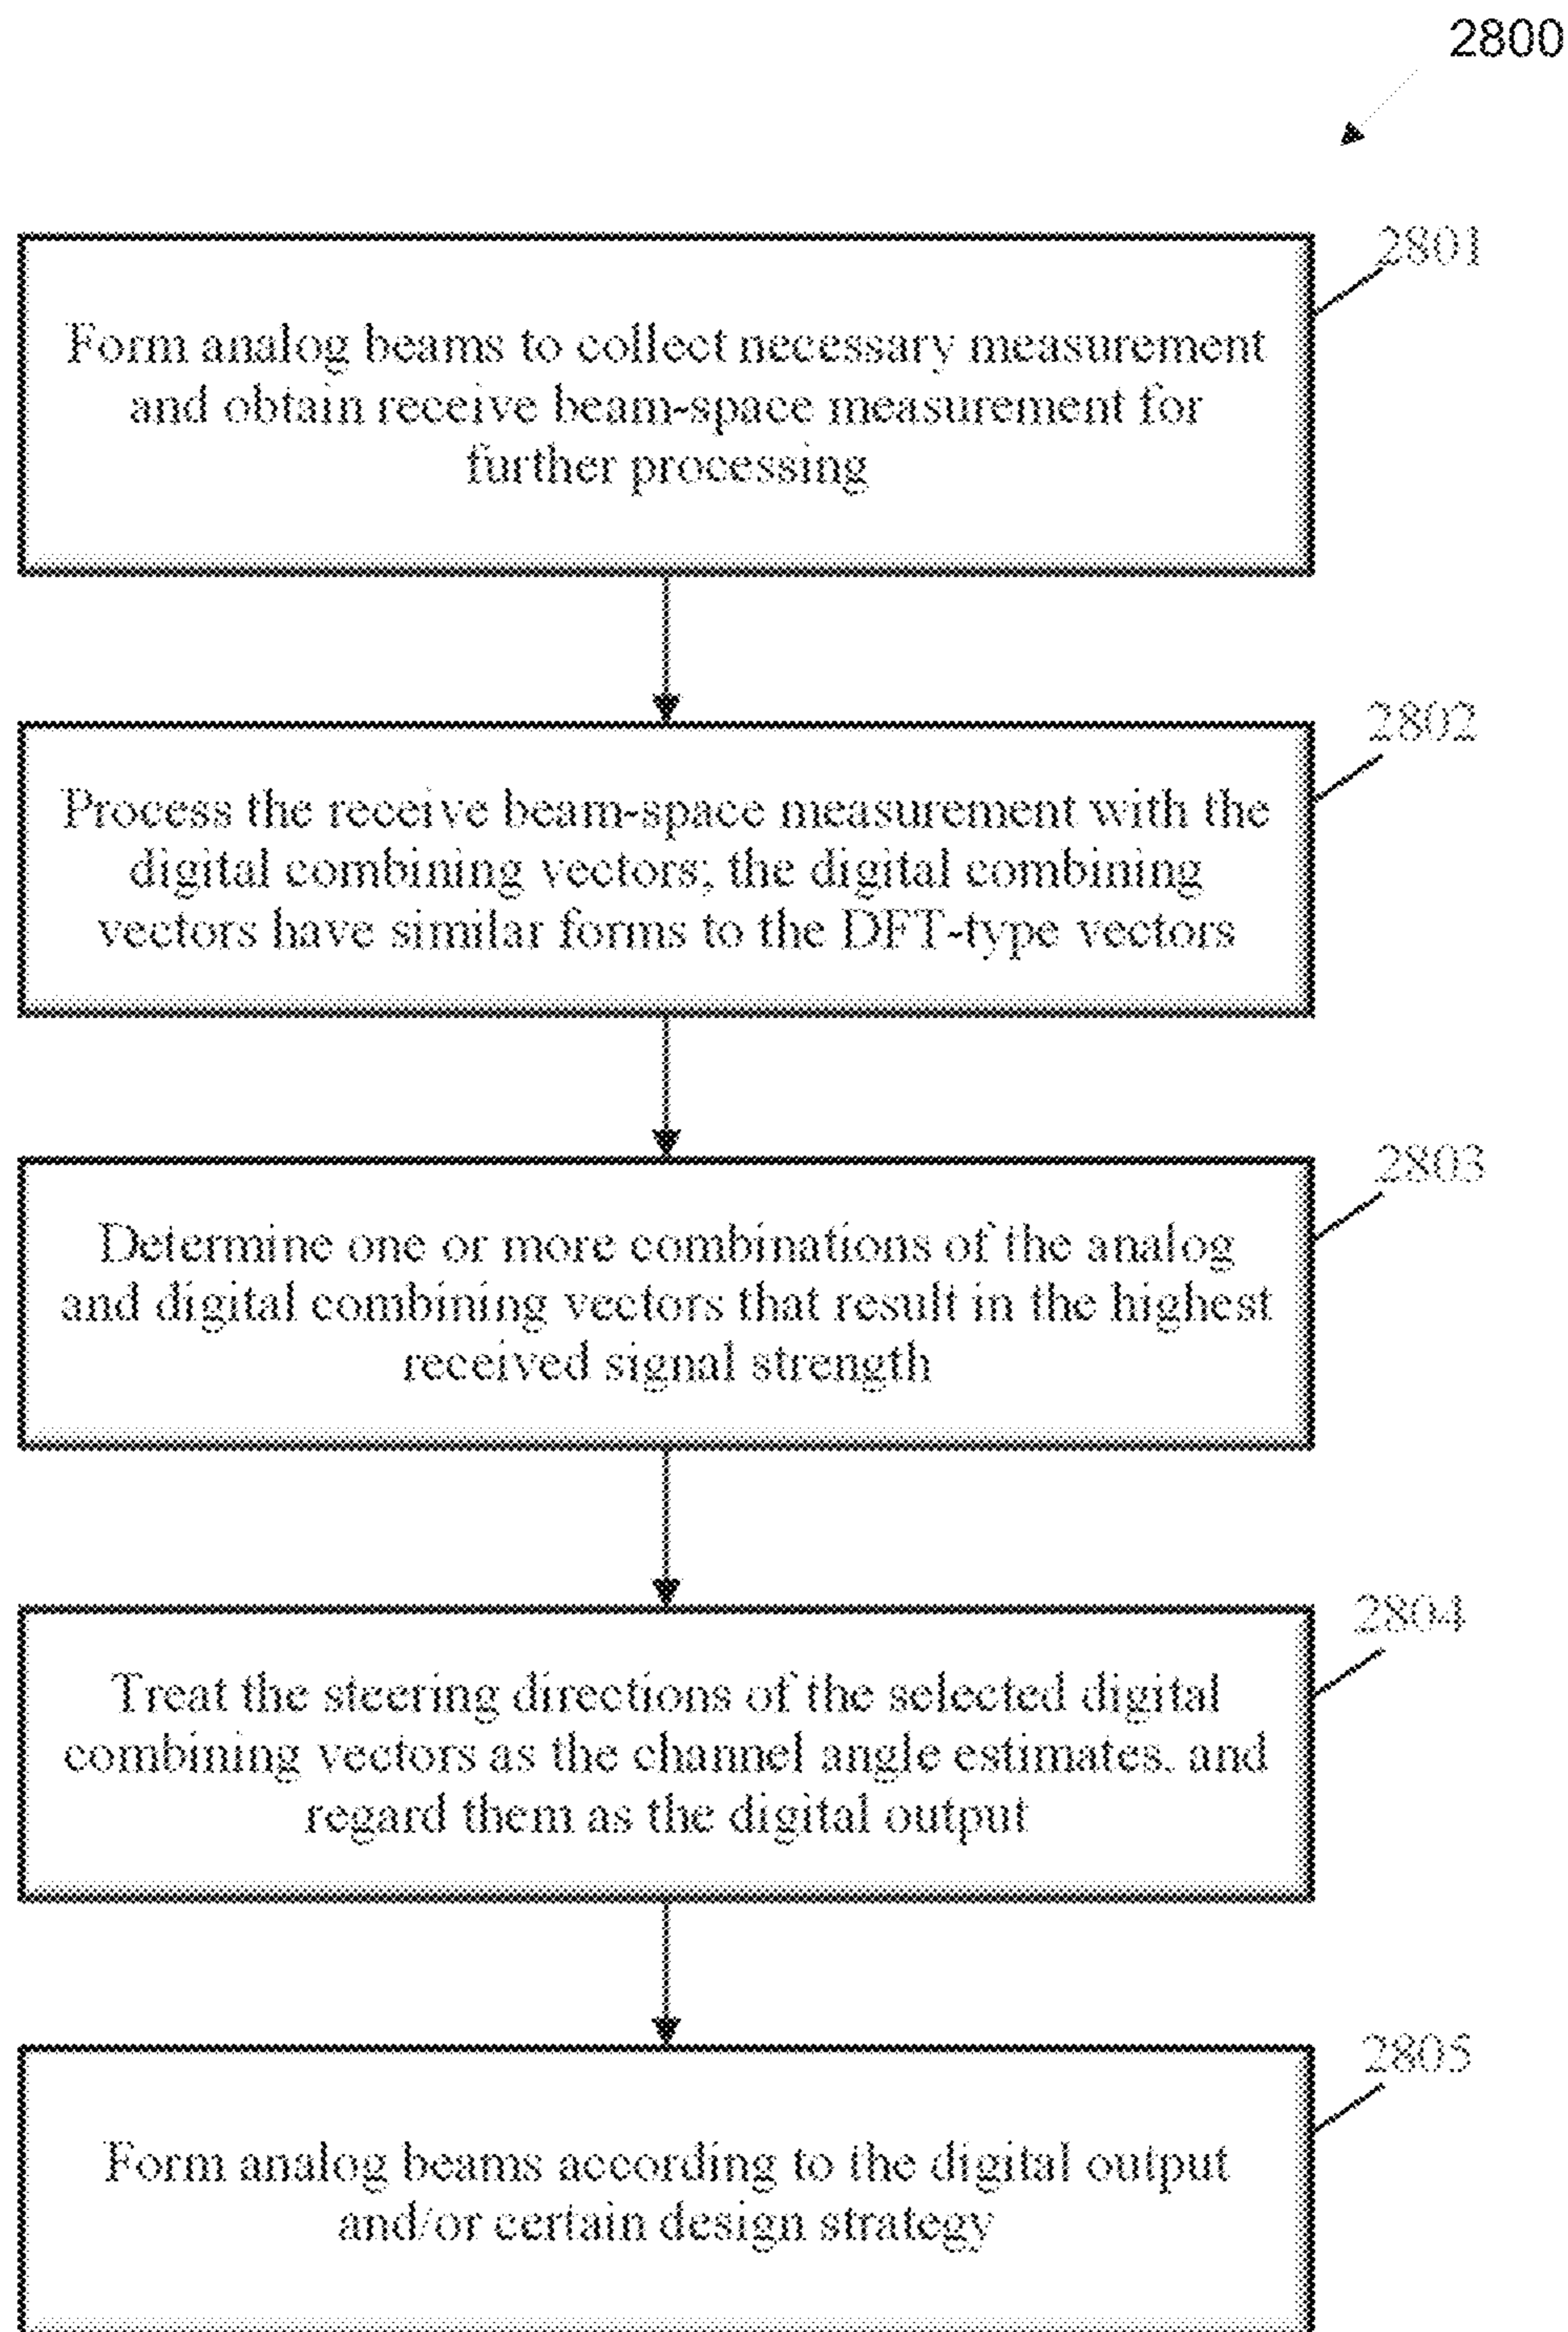 2800
2801
Form analog beams to collect necessary measurement
and obtain receive beam-space measurement for
further processing
2802
Process the receive beam-space measurement with the
digital combining vectors; the digital combining
vectors have similar forms to the DFT-type vectors
2803
Determine one or more combinations of the analog
and digital combining vectors that result in the highest
received signal strength
2804
Treat the steering directions of the selected digital
combining vectors as the channel angle estimates, and
regard them as the digital output
2805
Form analog beams according to the digital output
and/or certain design strategy